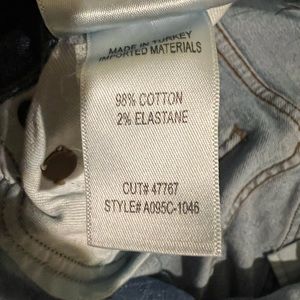 MADE IN TURKEY
IMPORTED MATERIALS
98% COTTON
2% ELASTANE
CUT# 47767
STYLE# A095C-1046